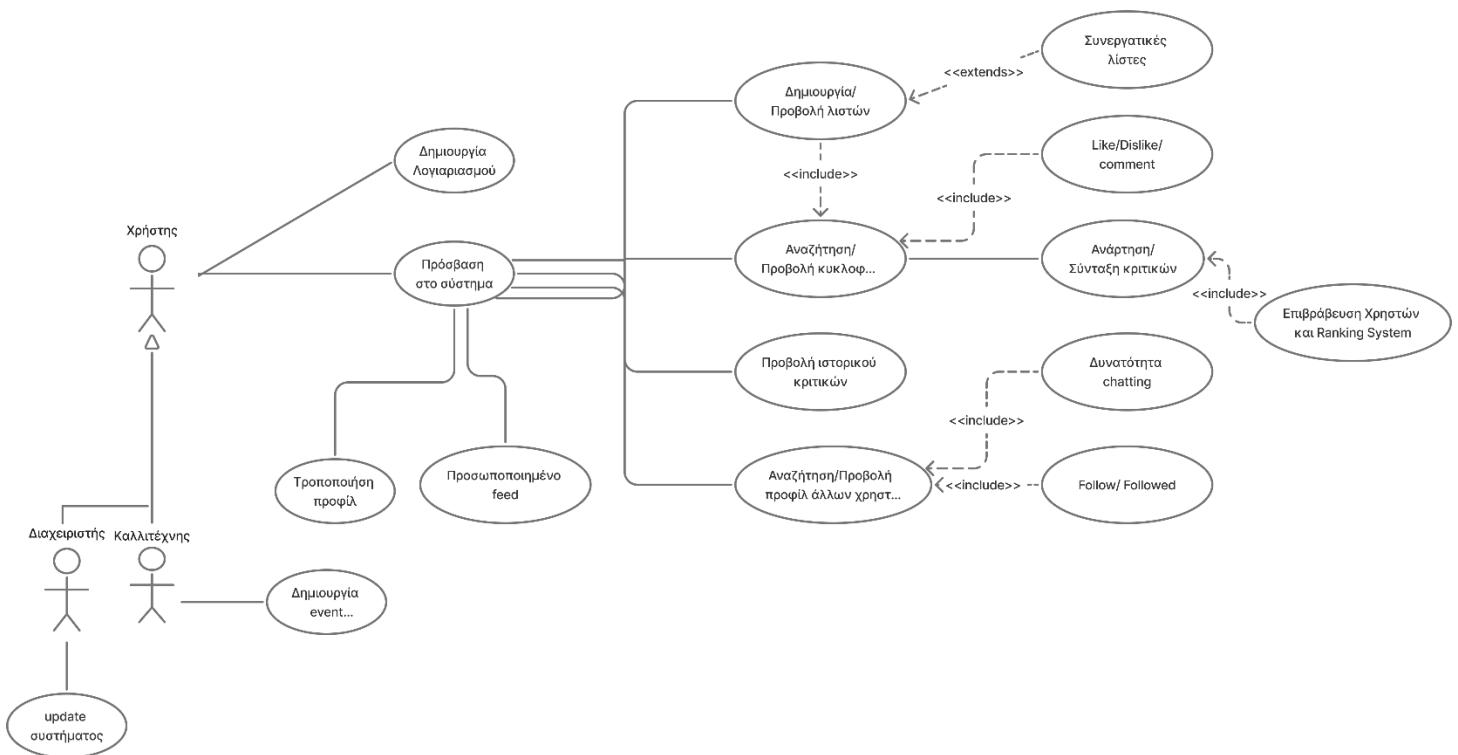 Συνεργατικές
λίστες
<<extends>>
Δημιουργία/
Προβολή λιστών
Δημιουργία
Λογιαριασμού
Like/Dislike/
comment
<<include>>
<<include>>
Χρήστης
Πρόσβαση
στο σύστημα
Αναζήτηση/
Προβολή κυκλοφ...
Ανάρτηση/
Σύνταξη κριτικών
<<include>>
Επιβράβευση Χρηστών
και Ranking System
Προβολή ιστορικού
κριτικών
Δυνατότητα
chatting
<<include>>
Τροποποιήση
προφίλ
Προσωποποιημένο
feed
Αναζήτηση/Προβολή
προφίλ άλλων χρηστ...
<<include>>
Follow/ Followed
Διαχειριστής
Καλλιτέχνης
Δημιουργία
event...
update
συστήματος